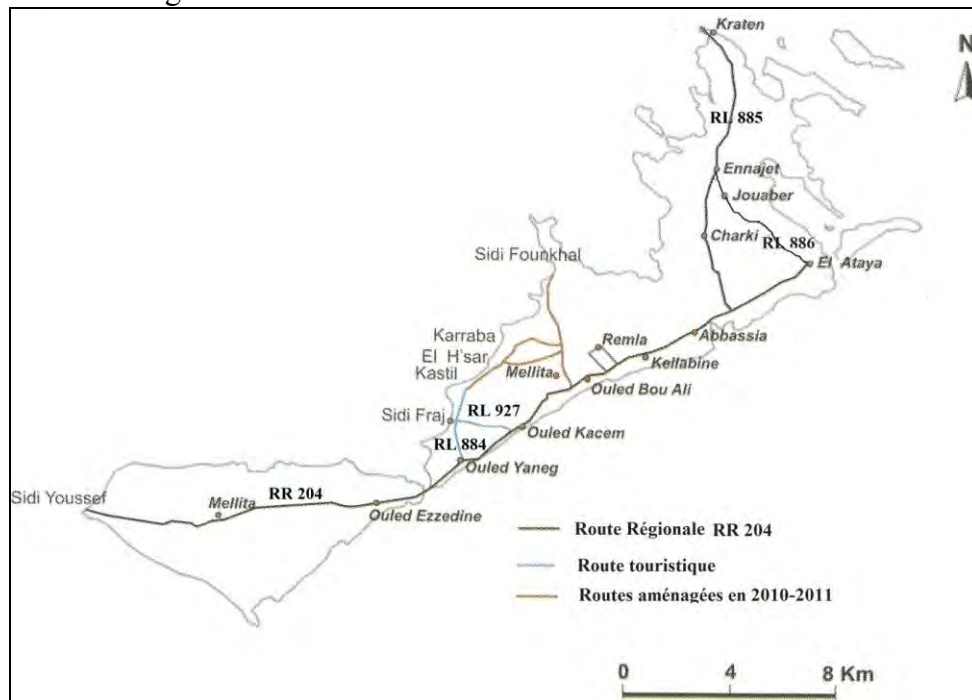 Kraten
N
RL 885
Ennajet
Jouaber
Charki
RL 886
El Ataya
Sidi Founkhal
Karraba
El H'sar
Kastil
Remla
Abbassia
Kellabine
Mellita
Ouled Bou Ali
RL 927
Sidi Fraj
Ouled Kacem
RL 884
Ouled Yaneg
RR 204
Sidi Youssef
Mellita
Ouled Ezzedine
Route Régionale RR 204
Route touristique
Routes aménagées en 2010-2011
0 4 8 Km